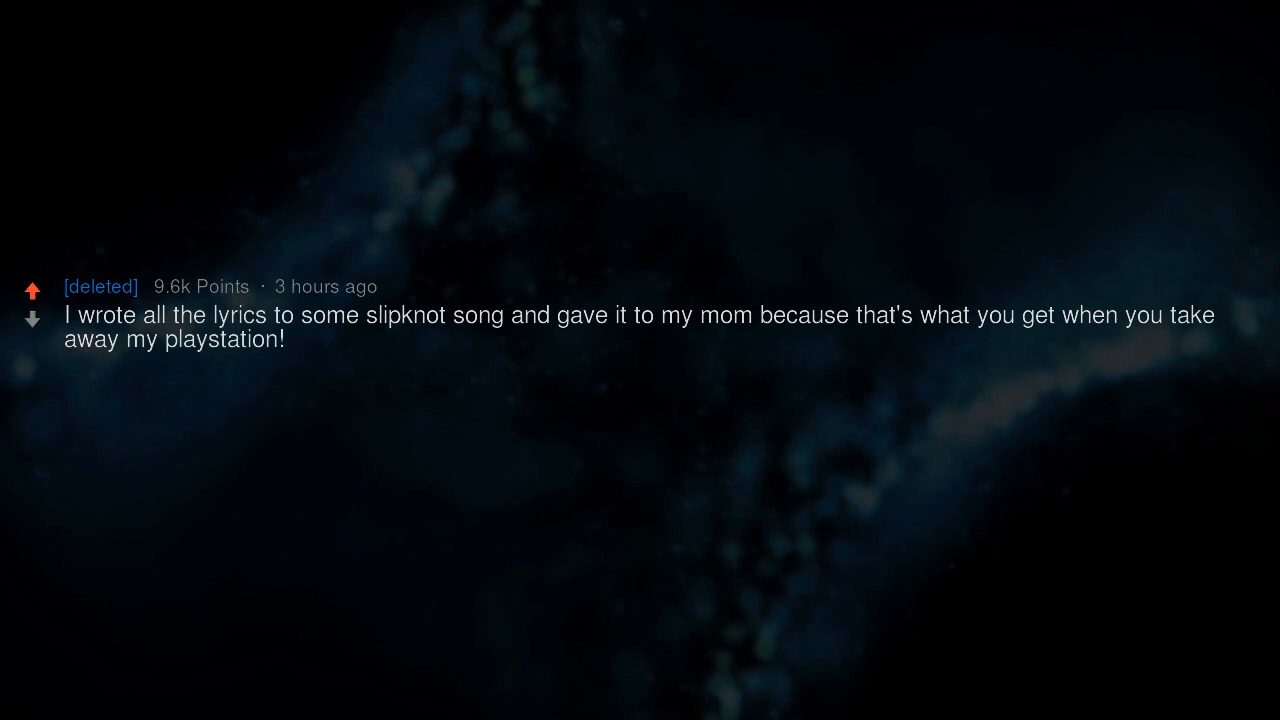 [deleted] 9.6k Points · 3 hours ago
I wrote all the lyrics to some slipknot song and gave it to my mom because that's what you get when you take
away my playstation!